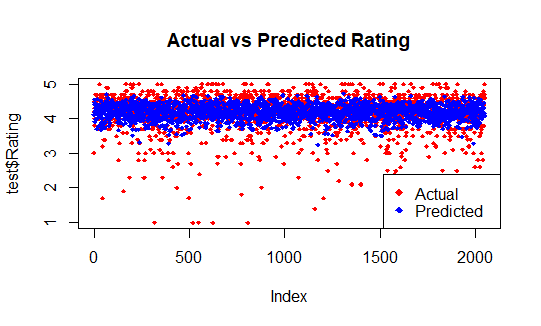 Actual vs Predicted Rating
test$Rating
5
4
3
2
1
Actual
Predicted
0 500 1000 1500 2000
Index